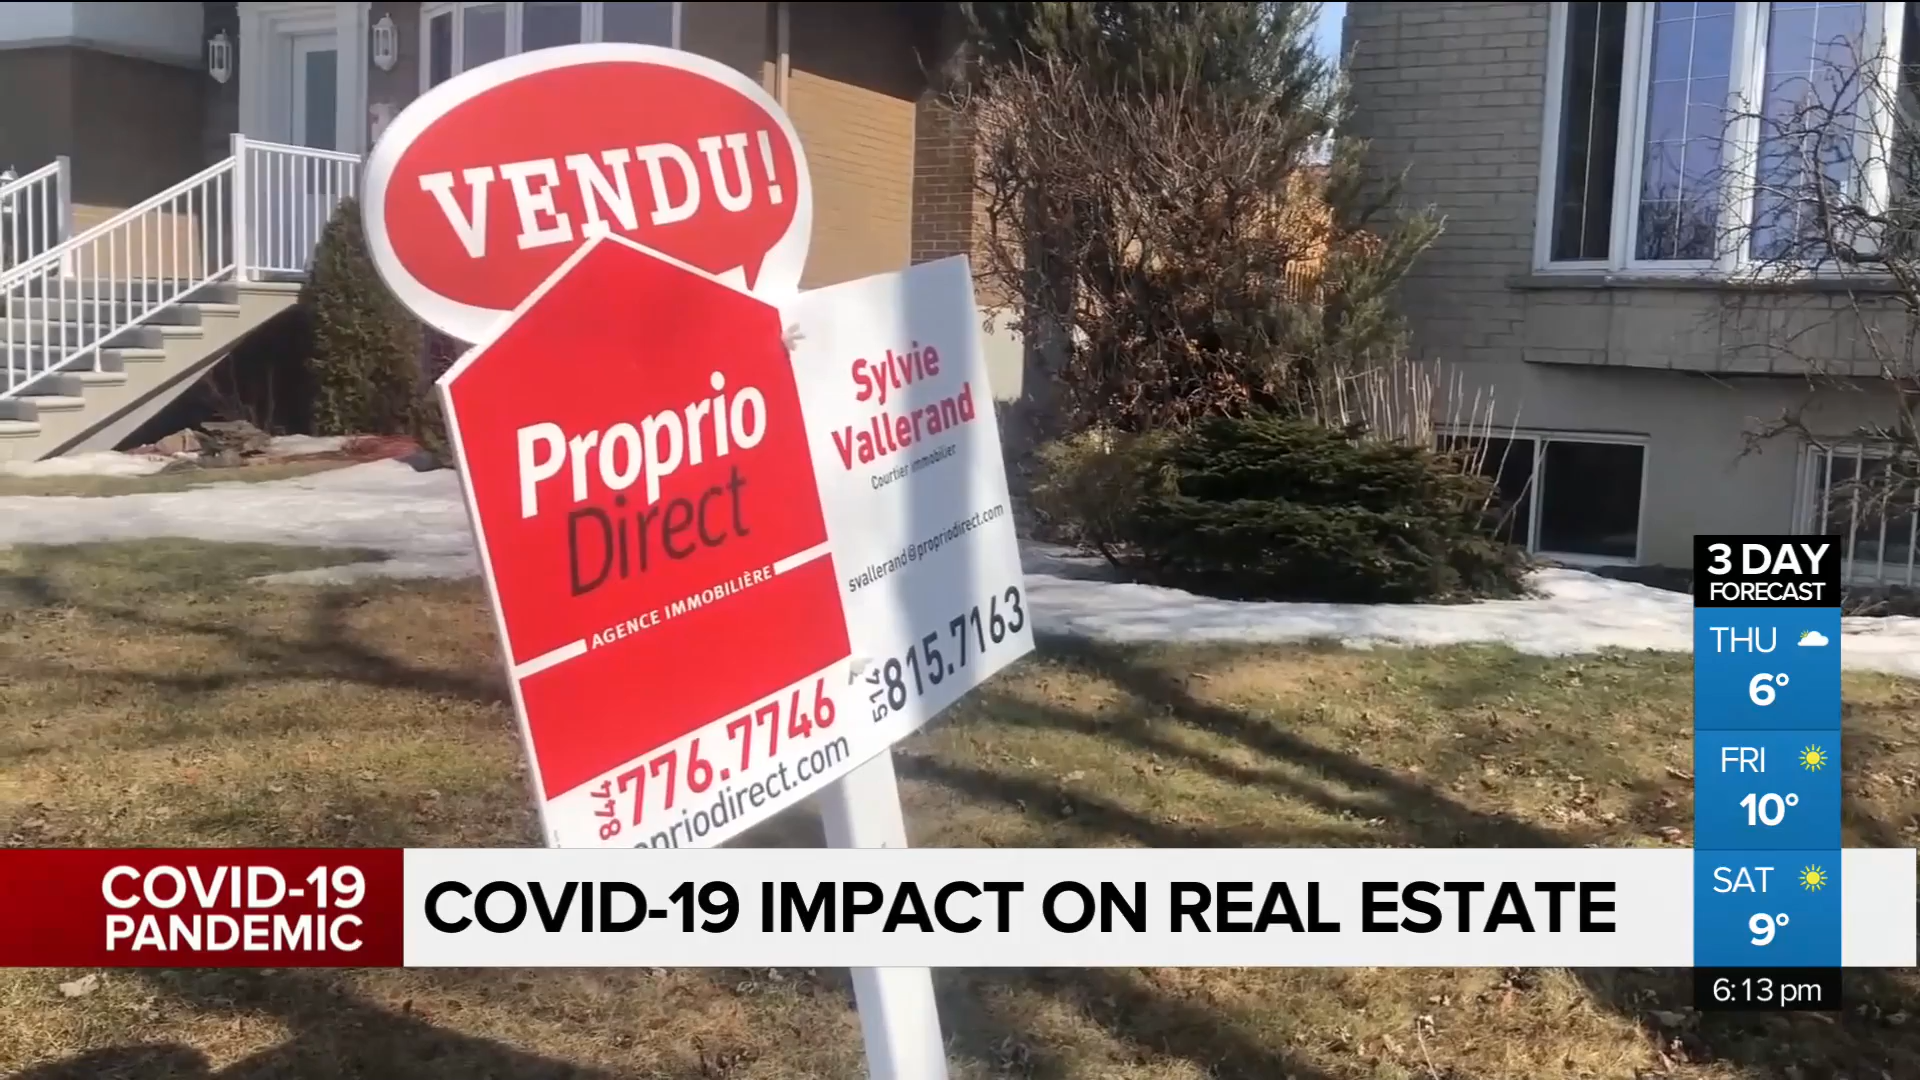 VENDU!
Proprio
Direct
AGENCE IMMOBILIÈRE
844 776.7746
opriodirect.com
Sylvie
Vallerand
Courtier immobilier
svallerand@propriodirect.com
514 815.7163
3 DAY
FORECAST
THU
6°
FRI
10°
SAT
9°
6:13 pm
COVID-19
PANDEMIC
COVID-19 IMPACT ON REAL ESTATE